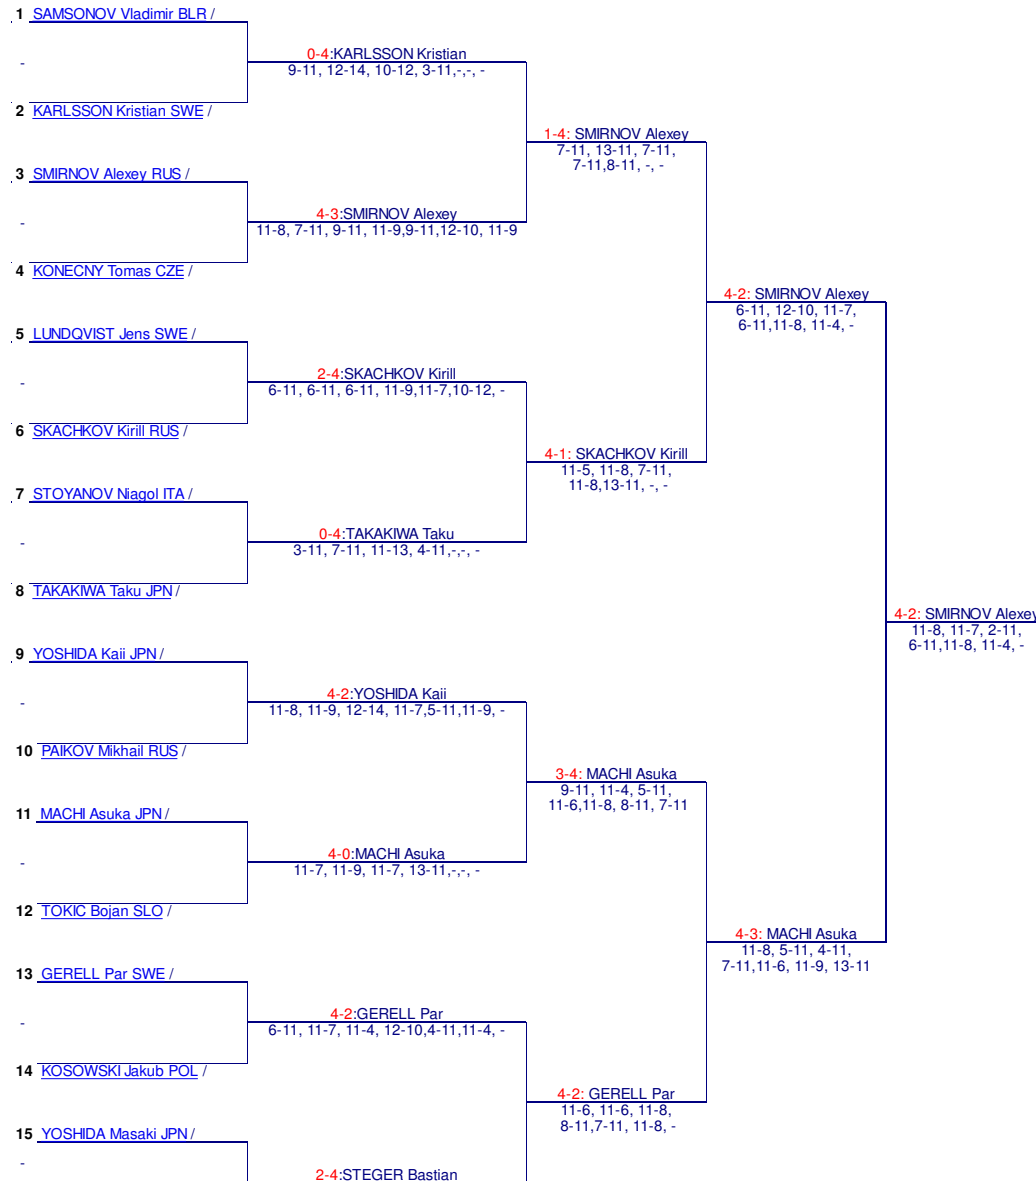 1 SAMSONOV Vladimir BLR /
-
0-4:KARLSSON Kristian
9-11, 12-14, 10-12, 3-11,-,-, -
2 KARLSSON Kristian SWE /
1-4: SMIRNOV Alexey
7-11, 13-11, 7-11,
7-11,8-11, -, -
3 SMIRNOV Alexey RUS /
-
4-3:SMIRNOV Alexey
11-8, 7-11, 9-11, 11-9,9-11,12-10, 11-9
4 KONECNY Tomas CZE /
4-2: SMIRNOV Alexey
6-11, 12-10, 11-7,
6-11,11-8, 11-4, -
5 LUNDQVIST Jens SWE /
-
2-4:SKACHKOV Kirill
6-11, 6-11, 6-11, 11-9,11-7,10-12, -
6 SKACHKOV Kirill RUS /
4-1: SKACHKOV Kirill
11-5, 11-8, 7-11,
11-8,13-11, -, -
7 STOYANOV Niagol ITA /
-
0-4:TAKAKIWA Taku
3-11, 7-11, 11-13, 4-11,-,-, -
8 TAKAKIWA Taku JPN /
4-2: SMIRNOV Alexey
11-8, 11-7, 2-11,
6-11,11-8, 11-4, -
9 YOSHIDA Kaii JPN /
-
4-2:YOSHIDA Kaii
11-8, 11-9, 12-14, 11-7,5-11,11-9, -
10 PAIKOV Mikhail RUS /
3-4: MACHI Asuka
9-11, 11-4, 5-11,
11-6,11-8, 8-11, 7-11
11 MACHI Asuka JPN /
-
4-0:MACHI Asuka
11-7, 11-9, 11-7, 13-11,-,-, -
12 TOKIC Bojan SLO /
4-3: MACHI Asuka
11-8, 5-11, 4-11,
7-11,11-6, 11-9, 13-11
13 GERELL Par SWE /
-
4-2:GERELL Par
6-11, 11-7, 11-4, 12-10,4-11,11-4, -
14 KOSOWSKI Jakub POL /
4-2: GERELL Par
11-6, 11-6, 11-8,
8-11,7-11, 11-8, -
15 YOSHIDA Masaki JPN /
-
2-4:STEGER Bastian